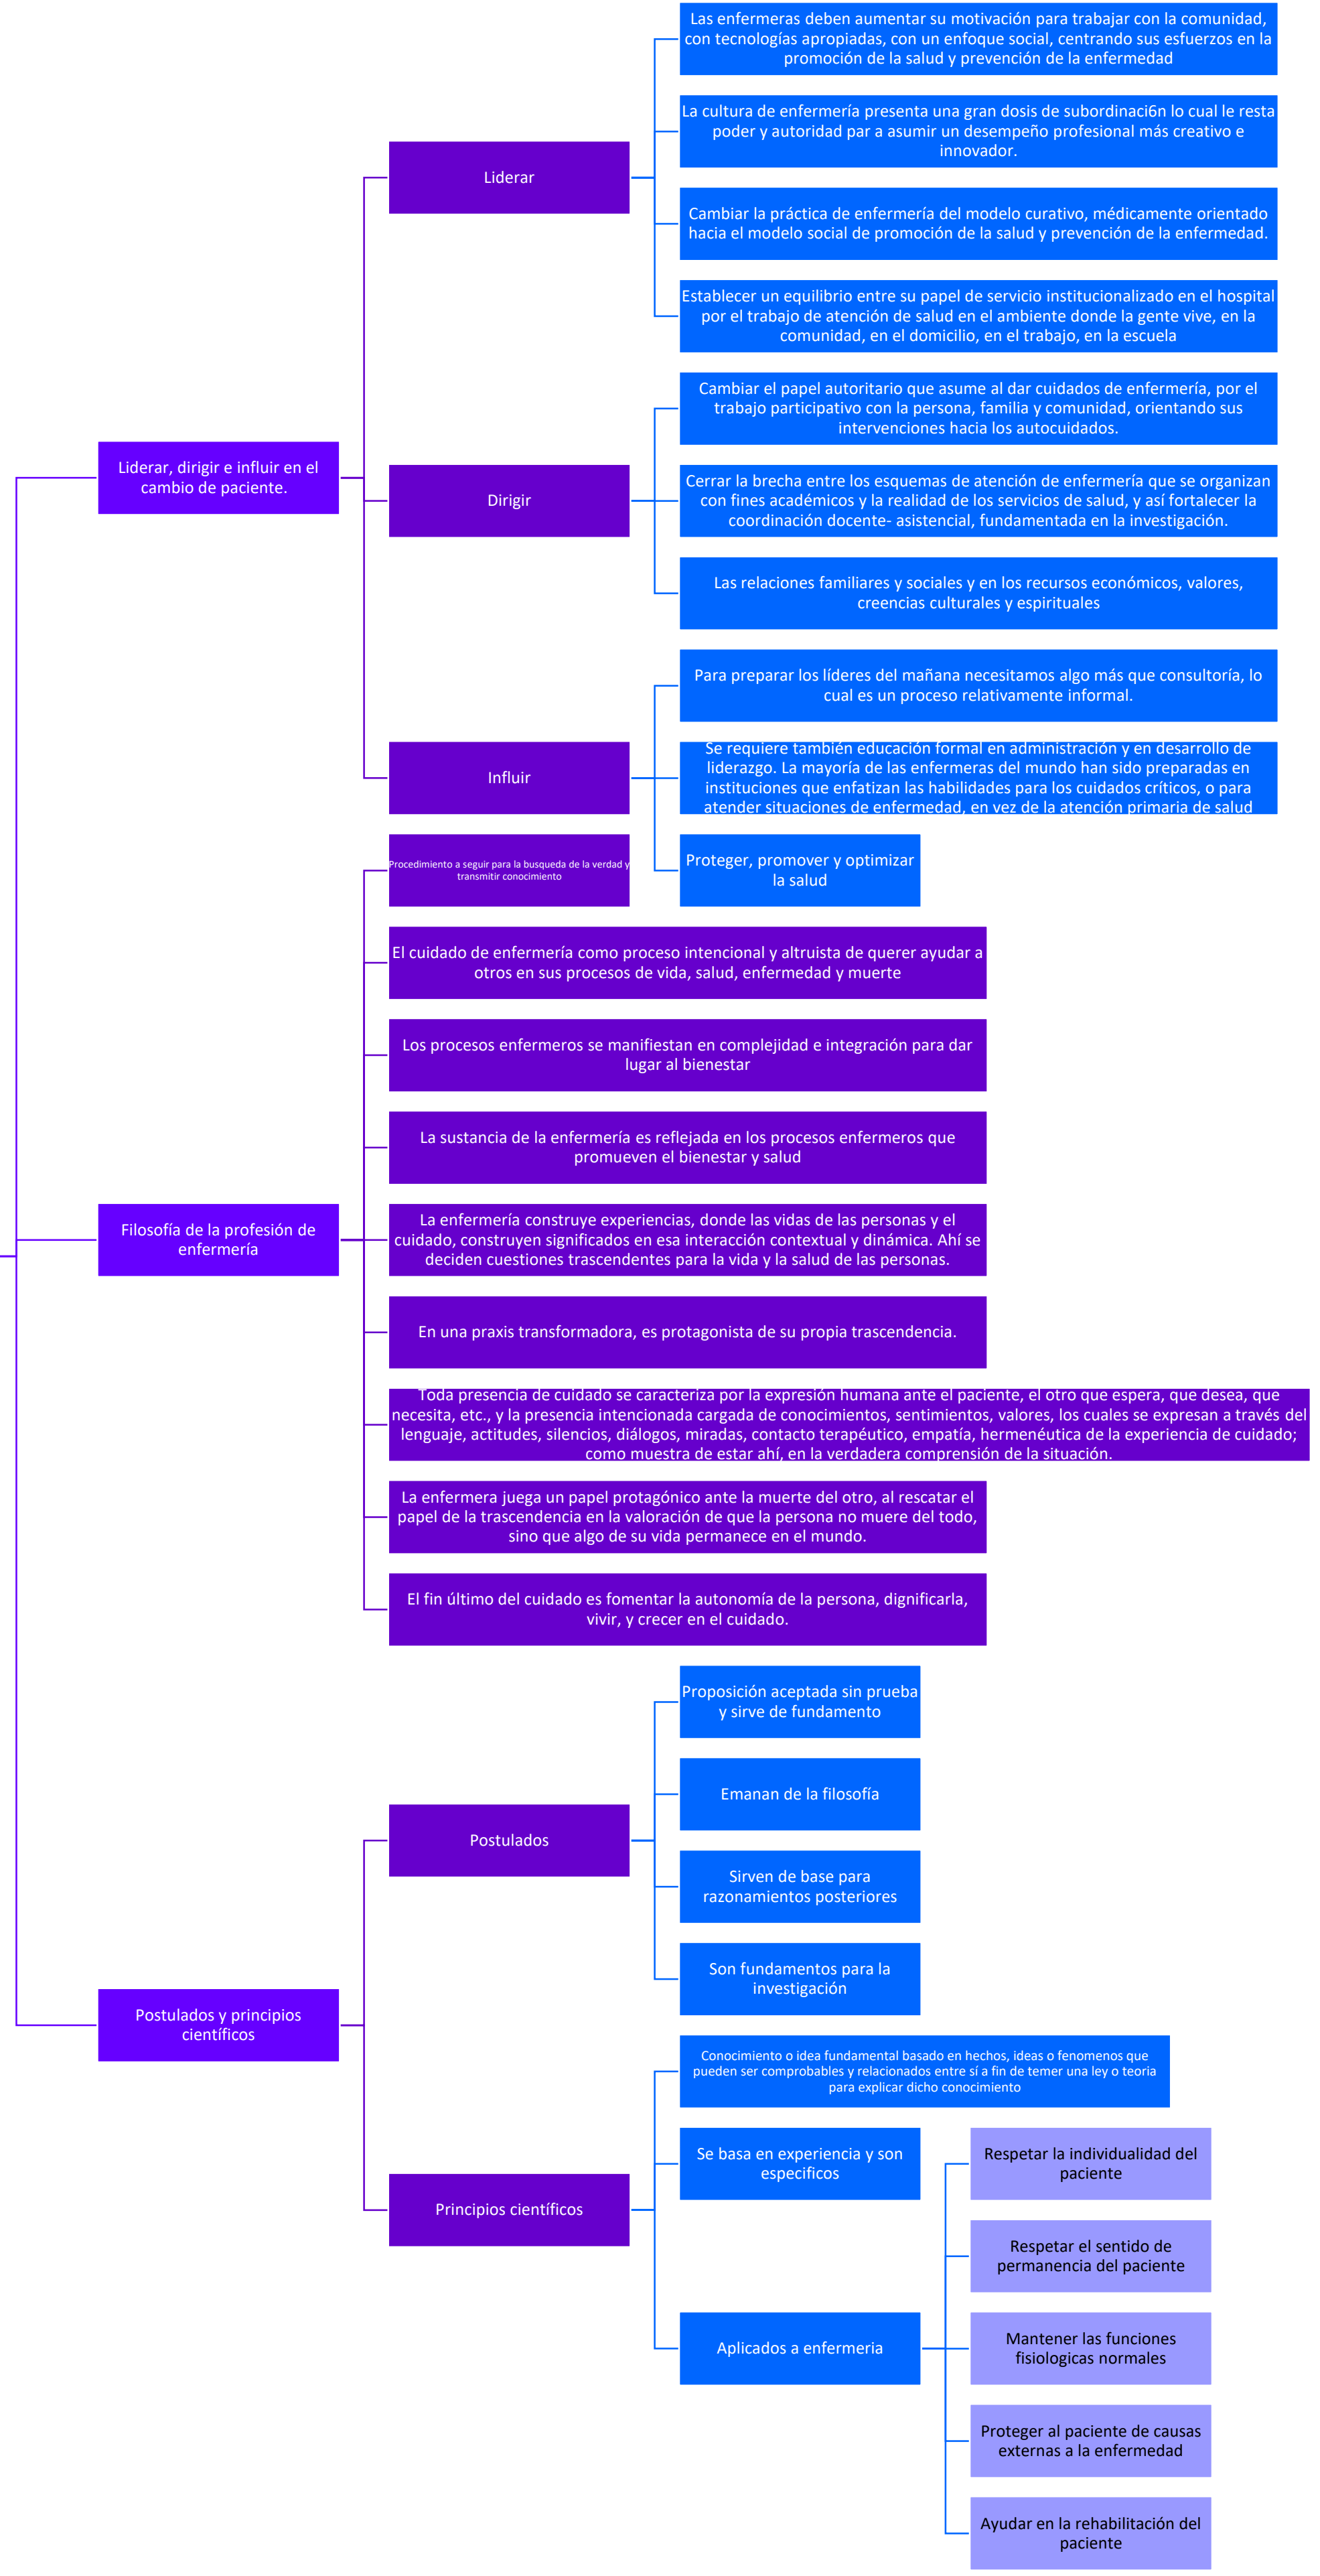 Liderar, dirigir e influir en el
cambio de paciente.
Liderar
Las enfermeras deben aumentar su motivación para trabajar con la comunidad,
con tecnologías apropiadas, con un enfoque social, centrando sus esfuerzos en la
promoción de la salud y prevención de la enfermedad
La cultura de enfermería presenta una gran dosis de subordinaci6n lo cual le resta
poder y autoridad par a asumir un desempeño profesional más creativo e
innovador.
Cambiar la práctica de enfermería del modelo curativo, médicamente orientado
hacia el modelo social de promoción de la salud y prevención de la enfermedad.
Establecer un equilibrio entre su papel de servicio institucionalizado en el hospital
por el trabajo de atención de salud en el ambiente donde la gente vive, en la
comunidad, en el domicilio, en el trabajo, en la escuela
Dirigir
Cambiar el papel autoritario que asume al dar cuidados de enfermería, por el
trabajo participativo con la persona, familia y comunidad, orientando sus
intervenciones hacia los autocuidados.
Cerrar la brecha entre los esquemas de atención de enfermería que se organizan
con fines académicos y la realidad de los servicios de salud, y así fortalecer la
coordinación docente- asistencial, fundamentada en la investigación.
Las relaciones familiares y sociales y en los recursos económicos, valores,
creencias culturales y espirituales
Influir
Para preparar los líderes del mañana necesitamos algo más que consultoría, lo
cual es un proceso relativamente informal.
Se requiere también educación formal en administración y en desarrollo de
liderazgo. La mayoría de las enfermeras del mundo han sido preparadas en
instituciones que enfatizan las habilidades para los cuidados críticos, o para
atender situaciones de enfermedad, en vez de la atención primaria de salud
Proteger, promover y optimizar
la salud
Filosofía de la profesión de
enfermería
Procedimiento a seguir para la busqueda de la verdad y
transmitir conocimiento
El cuidado de enfermería como proceso intencional y altruista de querer ayudar a
otros en sus procesos de vida, salud, enfermedad y muerte
Los procesos enfermeros se manifiestan en complejidad e integración para dar
lugar al bienestar
La sustancia de la enfermería es reflejada en los procesos enfermeros que
promueven el bienestar y salud
La enfermería construye experiencias, donde las vidas de las personas y el
cuidado, construyen significados en esa interacción contextual y dinámica. Ahí se
deciden cuestiones trascendentes para la vida y la salud de las personas.
En una praxis transformadora, es protagonista de su propia trascendencia.
Toda presencia de cuidado se caracteriza por la expresión humana ante el paciente, el otro que espera, que desea, que
necesita, etc., y la presencia intencionada cargada de conocimientos, sentimientos, valores, los cuales se expresan a través del
lenguaje, actitudes, silencios, diálogos, miradas, contacto terapéutico, empatía, hermenéutica de la experiencia de cuidado;
como muestra de estar ahí, en la verdadera comprensión de la situación.
La enfermera juega un papel protagónico ante la muerte del otro, al rescatar el
papel de la trascendencia en la valoración de que la persona no muere del todo,
sino que algo de su vida permanece en el mundo.
El fin último del cuidado es fomentar la autonomía de la persona, dignificarla,
vivir, y crecer en el cuidado.
Postulados y principios
científicos
Postulados
Proposición aceptada sin prueba
y sirve de fundamento
Emanan de la filosofía
Sirven de base para
razonamientos posteriores
Son fundamentos para la
investigación
Principios científicos
Conocimiento o idea fundamental basado en hechos, ideas o fenomenos que
pueden ser comprobables y relacionados entre sí a fin de temer una ley o teoria
para explicar dicho conocimiento
Se basa en experiencia y son
especificos
Aplicados a enfermeria
Respetar la individualidad del
paciente
Respetar el sentido de
permanencia del paciente
Mantener las funciones
fisiologicas normales
Proteger al paciente de causas
externas a la enfermedad
Ayudar en la rehabilitación del
paciente